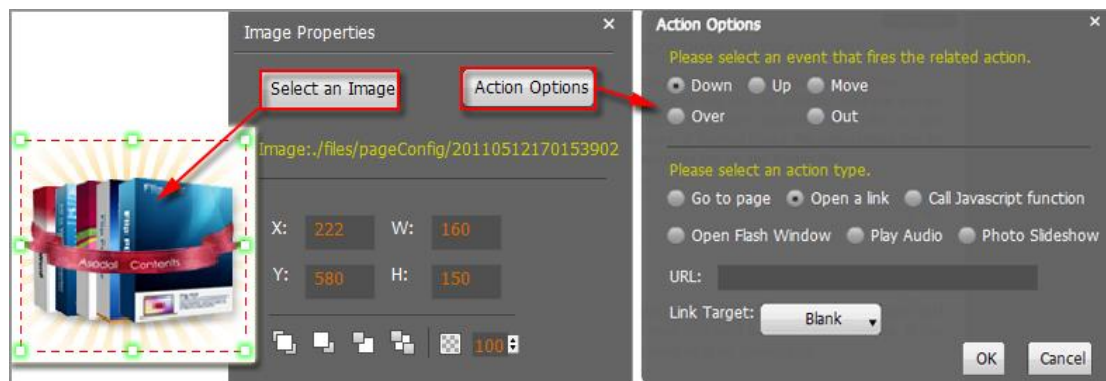 Image Properties
×
Select an Image
Action Options
Image:./files/pageConfig/20110512170153902
X: 222 W: 160
Y: 580 H: 150
100
Asodal Contents
Action Options
×
Please select an event that fires the related action.
Down Up Move
Over Out
Please select an action type.
Go to page Open a link Call Javascript function
Open Flash Window Play Audio Photo Slideshow
URL:
Link Target: Blank
OK Cancel